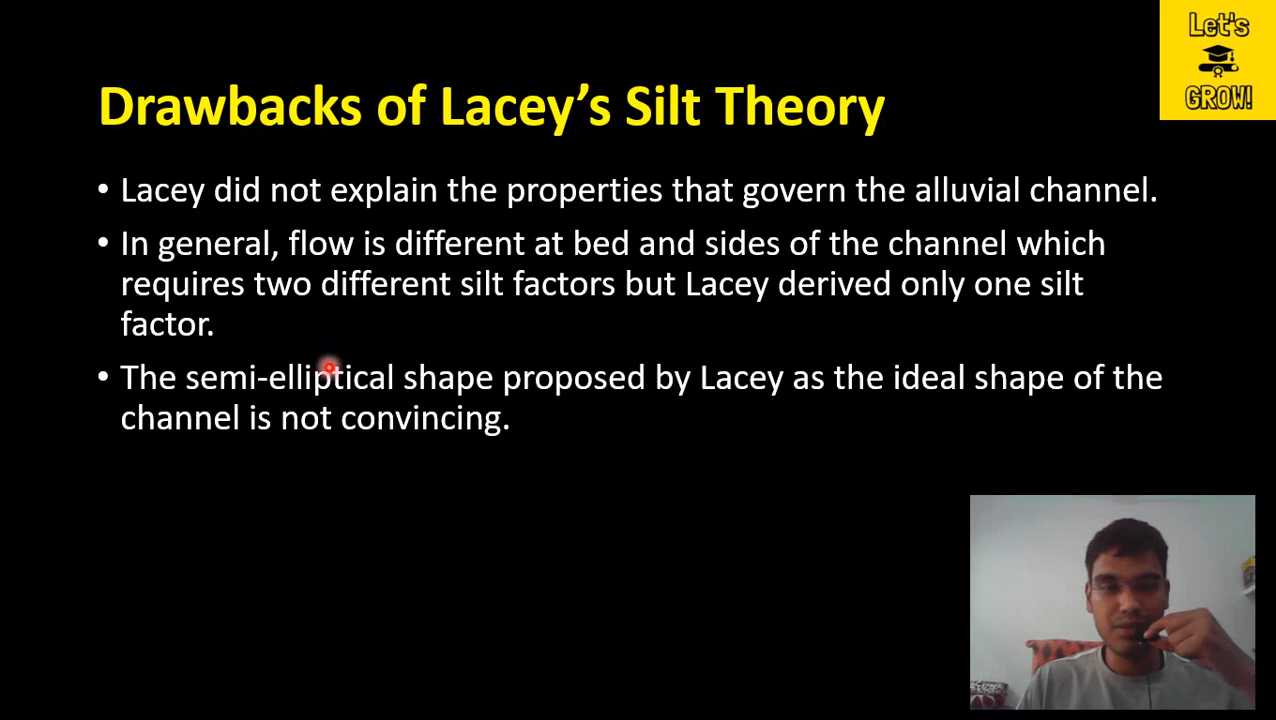 Let's
GROW!
Drawbacks of Lacey’s Silt Theory
• Lacey did not explain the properties that govern the alluvial channel.
• In general, flow is different at bed and sides of the channel which
requires two different silt factors but Lacey derived only one silt
factor.
• The semi-elliptical shape proposed by Lacey as the ideal shape of the
channel is not convincing.